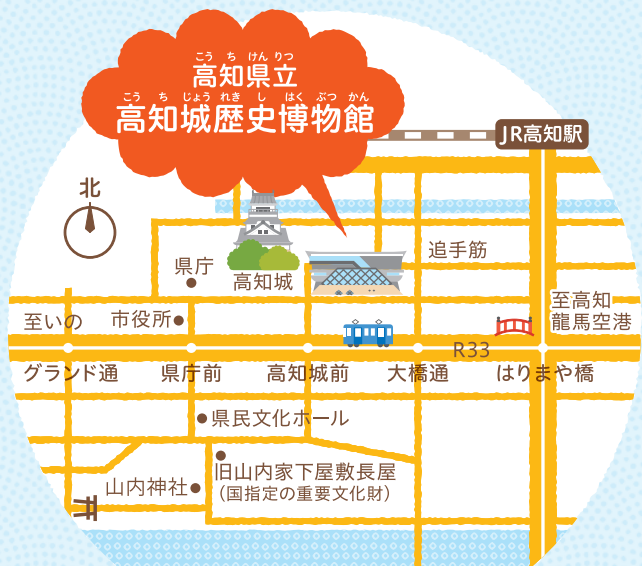 こうちけんりつ
高知県立
こうちじょうれきしはくぶつかん
高知城歴史博物館
JR高知駅
北
追手筋
県庁
高知城
至高知
龍馬空港
至いの
市役所
R33
グランド通
県庁前
高知城前
大橋通
はりまや橋
県民文化ホール
旧山内家下屋敷長屋
（国指定の重要文化財）
山内神社